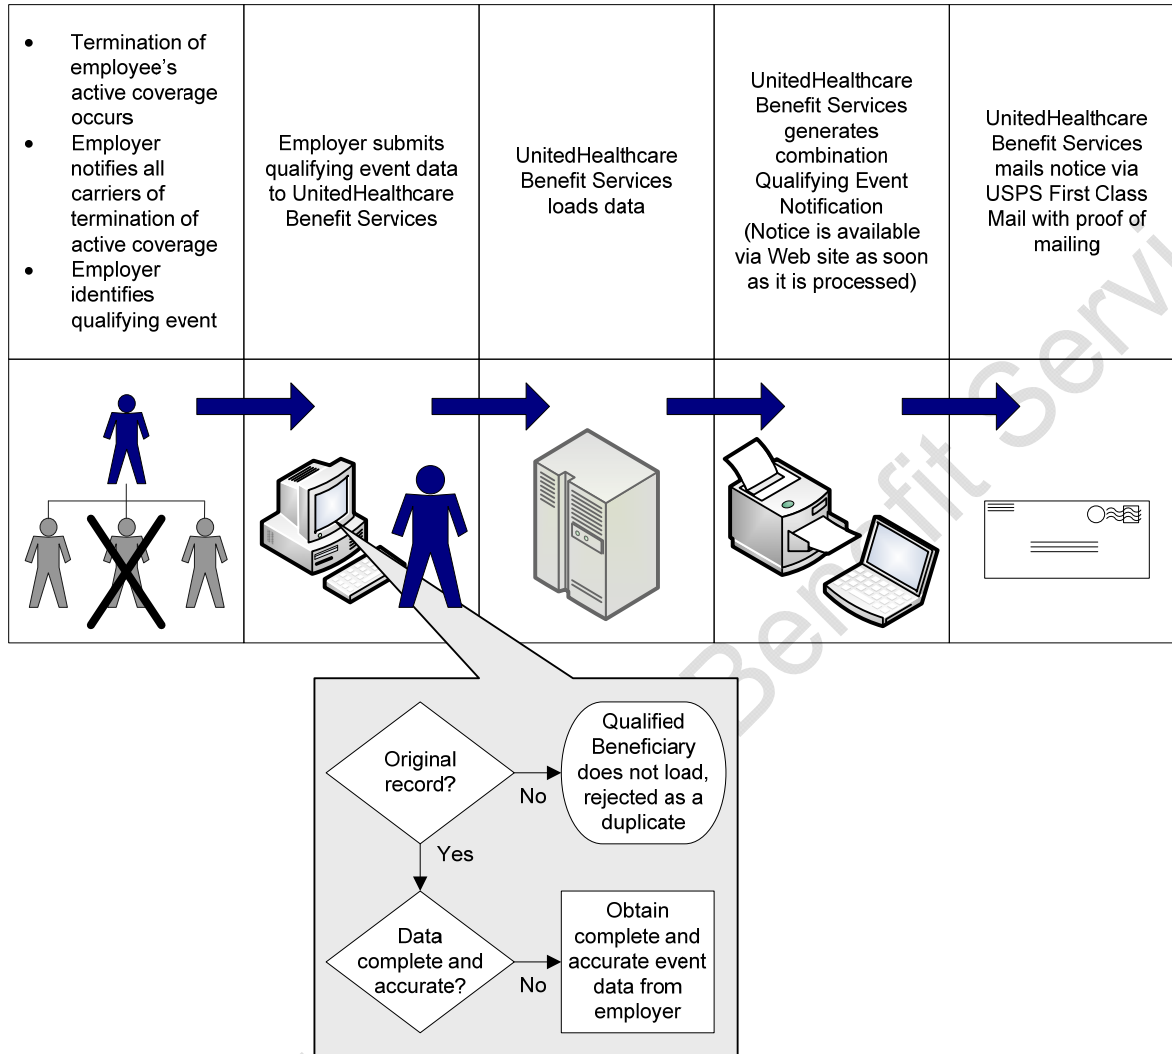 • Termination of
employee's
active coverage
occurs
• Employer
notifies all
carriers of
termination of
active coverage
• Employer
identifies
qualifying event
Employer submits
qualifying event data
to UnitedHealthcare
Benefit Services
UnitedHealthcare
Benefit Services
loads data
UnitedHealthcare
Benefit Services
generates
combination
Qualifying Event
Notification
(Notice is available
via Web site as soon
as it is processed)
UnitedHealthcare
Benefit Services
mails notice via
USPS First Class
Mail with proof of
mailing
Original
record?
No
Qualified
Beneficiary
does not load,
rejected as a
duplicate
Yes
Data
complete and
accurate?
No
Obtain
complete and
accurate event
data from
employer
Benefit Servi